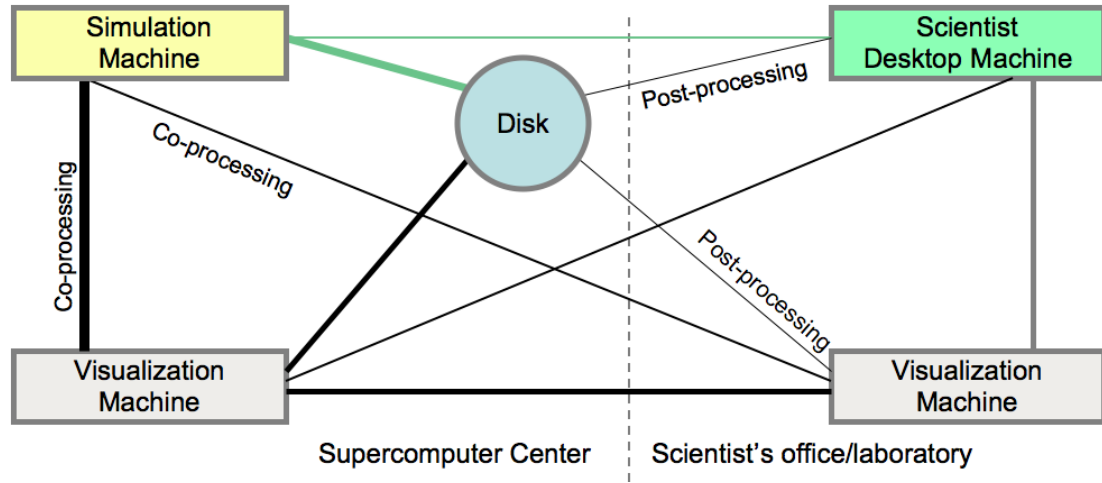 Simulation
Machine
Scientist
Desktop Machine
Disk
Post-processing
Co-processing
Co-processing
Post-processing
Visualization
Machine
Visualization
Machine
Supercomputer Center
Scientist's office/laboratory